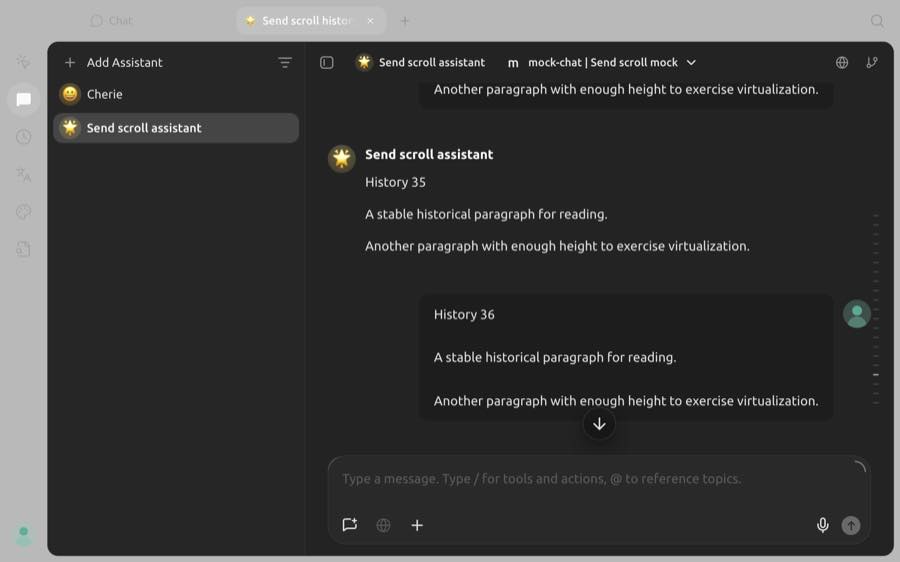 Chat
Send scroll histor
Add Assistant
Cherie
Send scroll assistant
Send scroll assistant
m mock-chat | Send scroll mock
Another paragraph with enough height to exercise virtualization.
Send scroll assistant
History 35
A stable historical paragraph for reading.
Another paragraph with enough height to exercise virtualization.
History 36
A stable historical paragraph for reading.
Another paragraph with enough height to exercise virtualization.
Type a message. Type / for tools and actions, @ to reference topics.